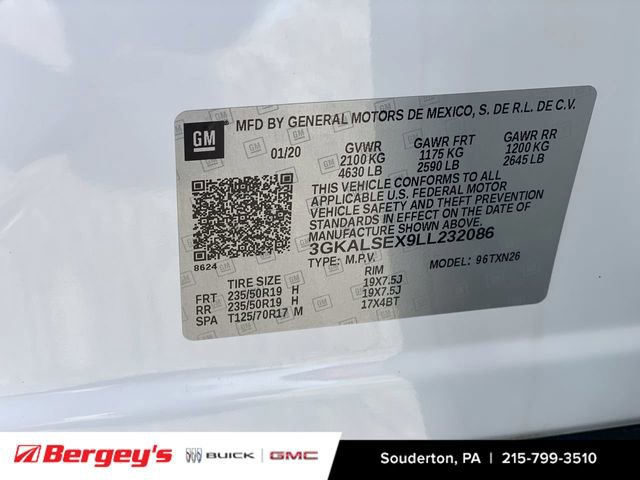 GM
MFD BY GENERAL MOTORS DE MEXICO, S. DE R.L. DE C.V.
01/20 GVWR GAWR FRT GAWR RR
2100 KG 1175 KG 1200 KG
4630 LB 2590 LB 2645 LB
THIS VEHICLE CONFORMS TO ALL
APPLICABLE U.S. FEDERAL MOTOR
VEHICLE SAFETY AND THEFT PREVENTION
STANDARDS IN EFFECT ON THE DATE OF
MANUFACTURE SHOWN ABOVE.
3GKALSEX9LL232086
8624
TYPE: M.P.V. MODEL: 96TXN26
TIRE SIZE RIM
FRT 235/50R19 H 19X7.5J
RR 235/50R19 H 19X7.5J
SPA T125/70R17 M 17X4BT
Bergey's BUICK GMC Souderton, PA | 215-799-3510